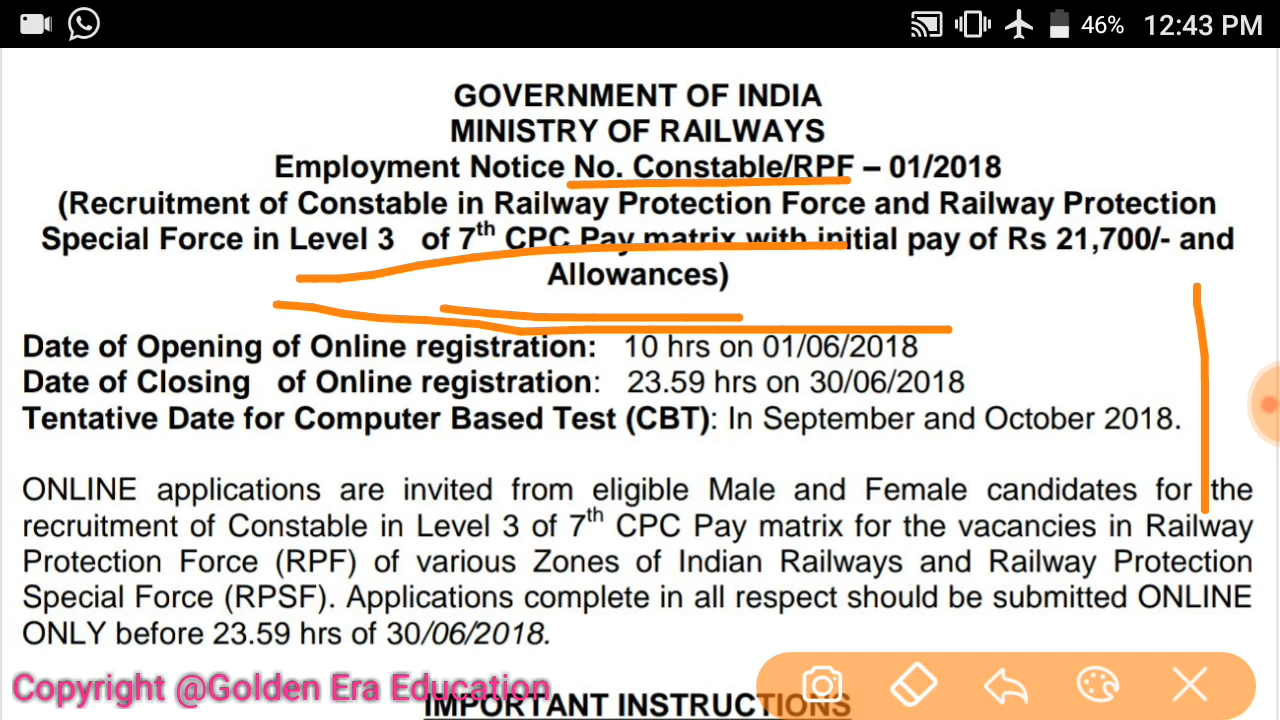 46% 12:43 PM
GOVERNMENT OF INDIA
MINISTRY OF RAILWAYS
Employment Notice No. Constable/RPF – 01/2018
(Recruitment of Constable in Railway Protection Force and Railway Protection
Special Force in Level 3 of 7th CPC Pay matrix with initial pay of Rs 21,700/- and
Allowances)
Date of Opening of Online registration: 10 hrs on 01/06/2018
Date of Closing of Online registration: 23.59 hrs on 30/06/2018
Tentative Date for Computer Based Test (CBT): In September and October 2018.
ONLINE applications are invited from eligible Male and Female candidates for the
recruitment of Constable in Level 3 of 7th CPC Pay matrix for the vacancies in Railway
Protection Force (RPF) of various Zones of Indian Railways and Railway Protection
Special Force (RPSF). Applications complete in all respect should be submitted ONLINE
ONLY before 23.59 hrs of 30/06/2018.
Copyright @Golden Era Education
IMPORTANT INSTRUCTIONS